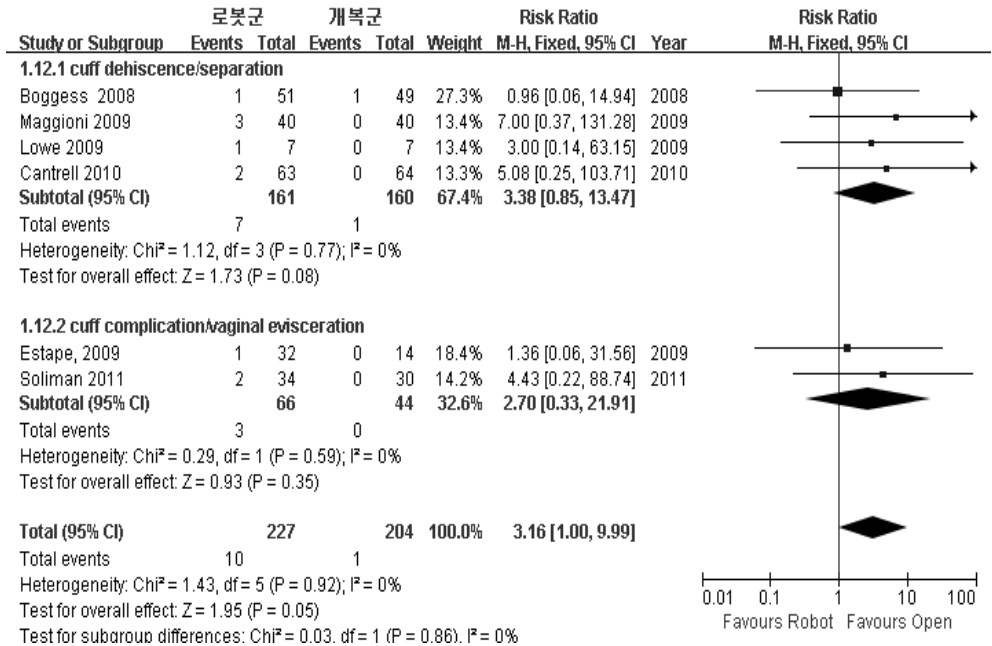 로봇군 개복군 Risk Ratio Risk Ratio
Study or Subgroup Events Total Events Total Weight M-H, Fixed, 95% CI Year M-H, Fixed, 95% CI
1.12.1 cuff dehiscence/separation
Boggess 2008 1 51 1 49 27.3% 0.96 [0.06, 14.94] 2008
Maggioni 2009 3 40 0 40 13.4% 7.00 [0.37, 131.28] 2009
Lowe 2009 1 7 0 7 13.4% 3.00 [0.14, 63.15] 2009
Cantrell 2010 2 63 0 64 13.3% 5.08 [0.25, 103.71] 2010
Subtotal (95% CI) 161 160 67.4% 3.38 [0.85, 13.47]
Total events 7 1
Heterogeneity: Chi² = 1.12, df = 3 (P = 0.77); I² = 0%
Test for overall effect: Z = 1.73 (P = 0.08)
1.12.2 cuff complication/vaginal evisceration
Estape, 2009 1 32 0 14 18.4% 1.36 [0.06, 31.56] 2009
Soliman 2011 2 34 0 30 14.2% 4.43 [0.22, 88.74] 2011
Subtotal (95% CI) 66 44 32.6% 2.70 [0.33, 21.91]
Total events 3 0
Heterogeneity: Chi² = 0.29, df = 1 (P = 0.59); I² = 0%
Test for overall effect: Z = 0.93 (P = 0.35)
Total (95% CI) 227 204 100.0% 3.16 [1.00, 9.99]
Total events 10 1
Heterogeneity: Chi² = 1.43, df = 5 (P = 0.92); I² = 0%
Test for overall effect: Z = 1.95 (P = 0.05)
Test for subgroup differences: Chi² = 0.03, df = 1 (P = 0.86), I² = 0%
0.01 0.1 1 10 100
Favours Robot Favours Open